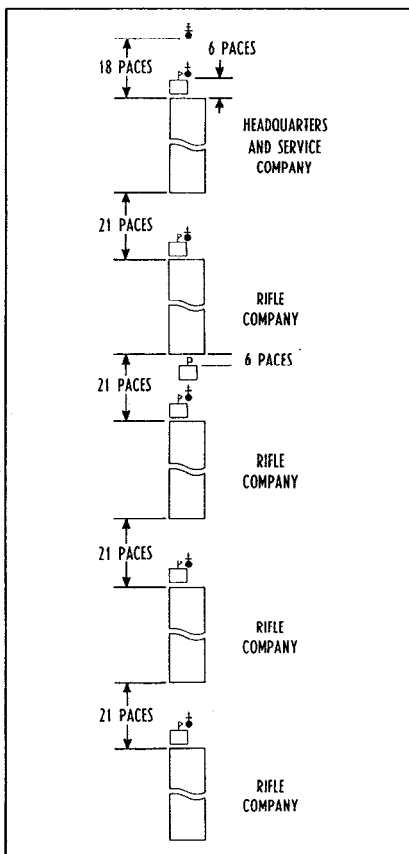 6 PACES
18 PACES
HEADQUARTERS
AND SERVICE
COMPANY
21 PACES
RIFLE
COMPANY
6 PACES
21 PACES
RIFLE
COMPANY
21 PACES
RIFLE
COMPANY
21 PACES
RIFLE
COMPANY